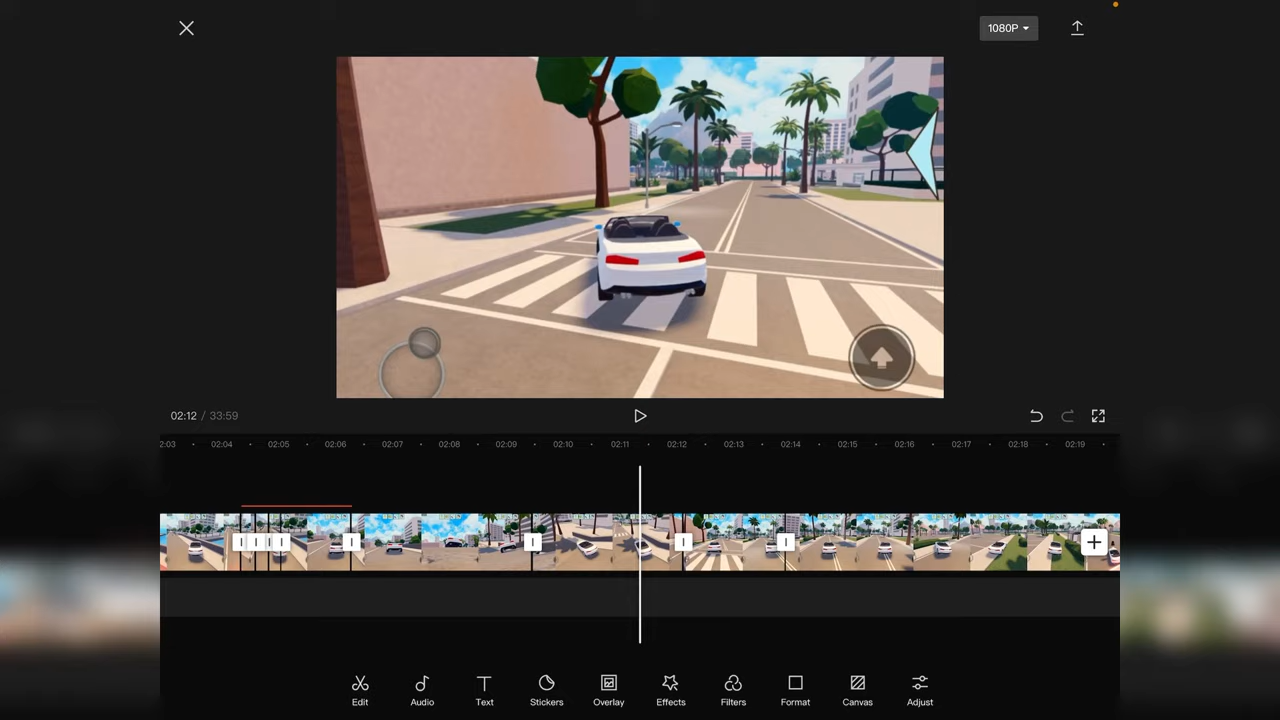 1080P
02:12 / 33:59
2:03 02:04 02:05 02:06 02:07 02:08 02:09 02:10 02:11 02:12 02:13 02:14 02:15 02:16 02:17 02:18 02:19
Edit Audio Text Stickers Overlay Effects Filters Format Canvas Adjust